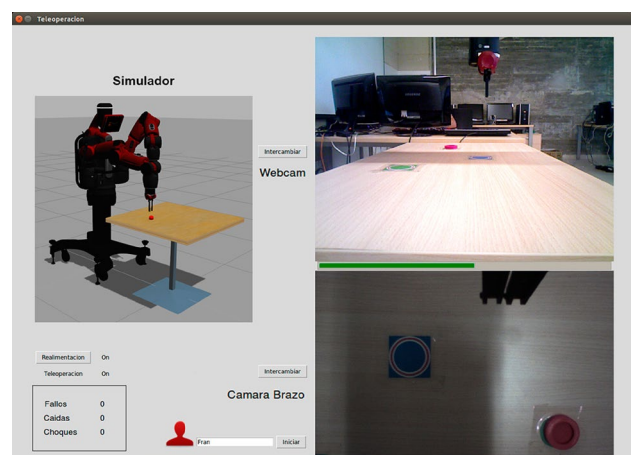 Teleoperacion
Simulador
Intercambiar
Webcam
Realimentacion On
Teleoperacion On
Intercambiar
Camara Brazo
Fallos 0
Caidas 0
Choques 0
Fran
Iniciar